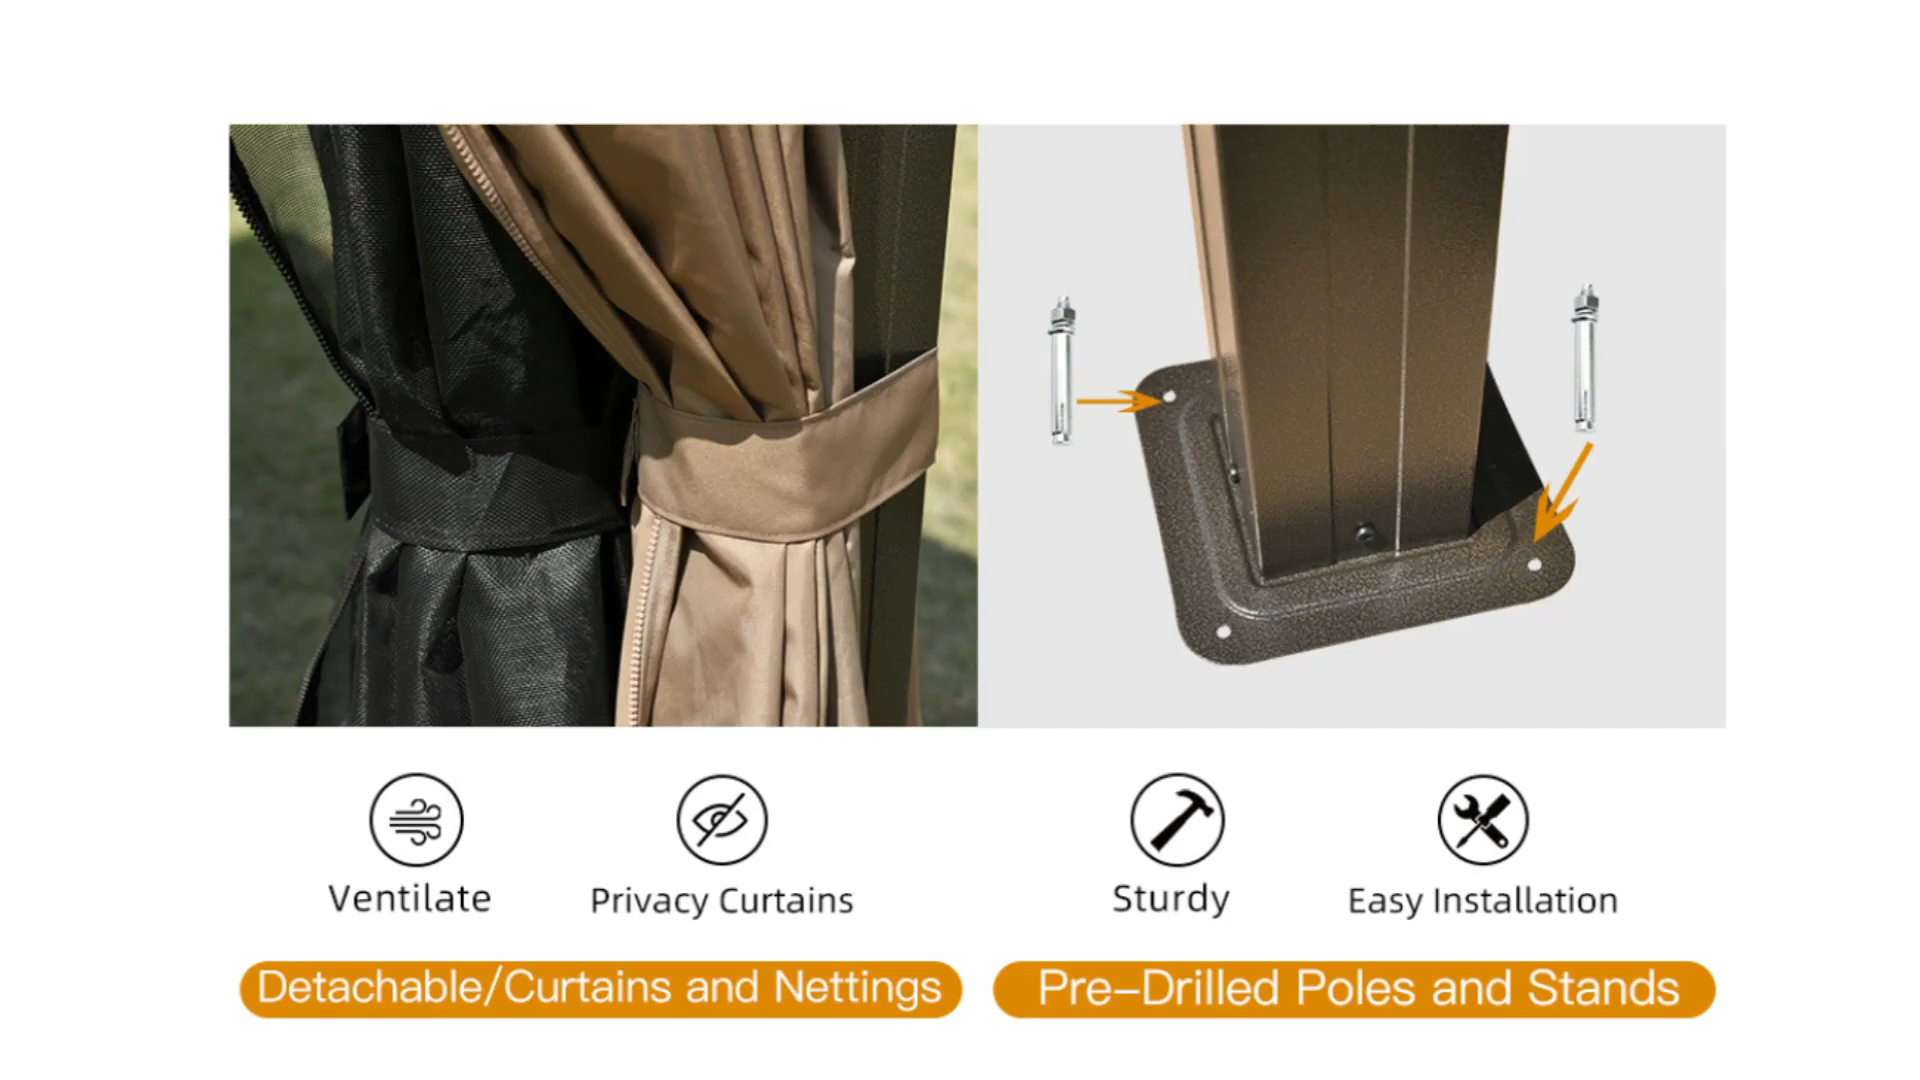 Ventilate
Privacy Curtains
Sturdy
Easy Installation
Detachable/Curtains and Nettings
Pre-Drilled Poles and Stands